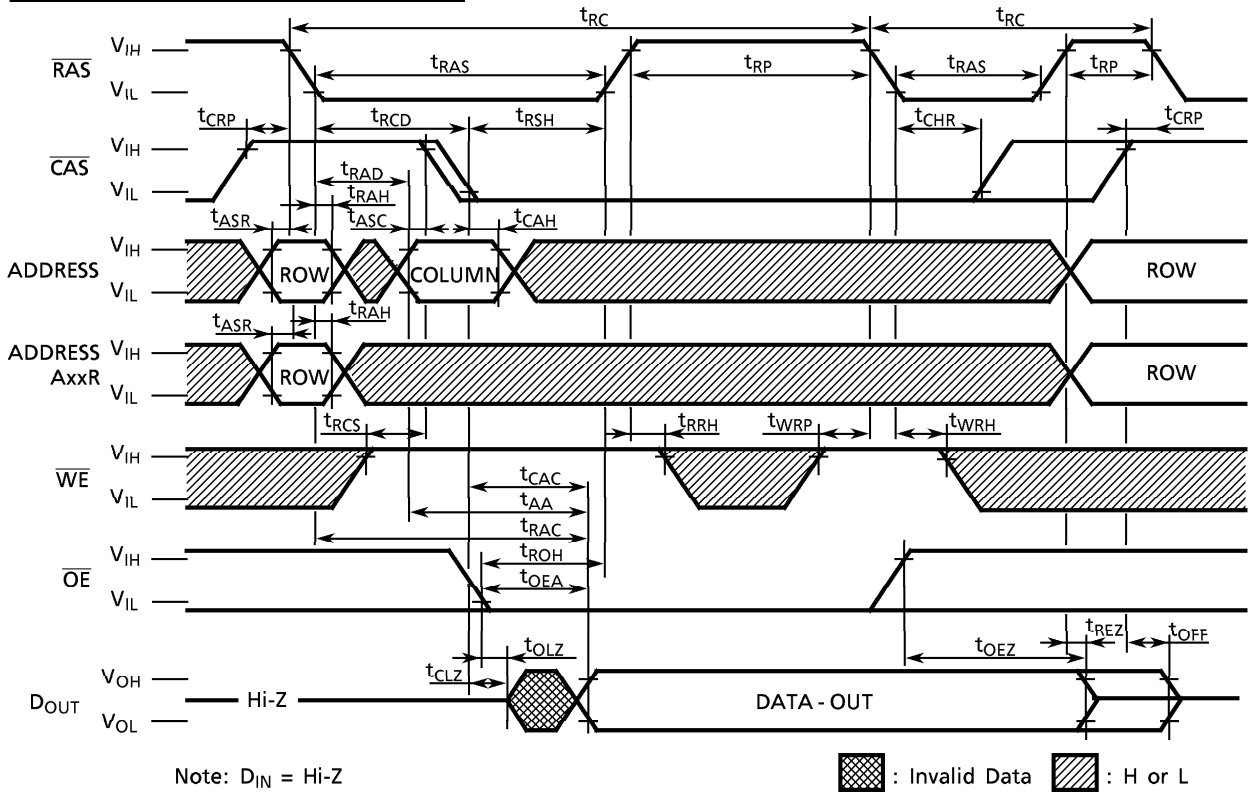 tRC tRC
RAS VIH VIL tRAS tRP tRAS tRP
tCRP tRCD tRSH tCHR tCRP
CAS VIH VIL
tRAD
tRAH
tASR tASC tCAH
ADDRESS VIH VIL ROW COLUMN ROW
tASR tRAH
ADDRESS AxxR VIH VIL ROW ROW
tRCS tRRH tWRP tWRH
WE VIH VIL
tCAC
tAA
tRAC
OE VIH VIL tROH
tOEA
tOLZ tOEZ tREZ tOFF
tCLZ
DOUT VOH VOL Hi-Z DATA - OUT
Note: DIN = Hi-Z : Invalid Data : H or L